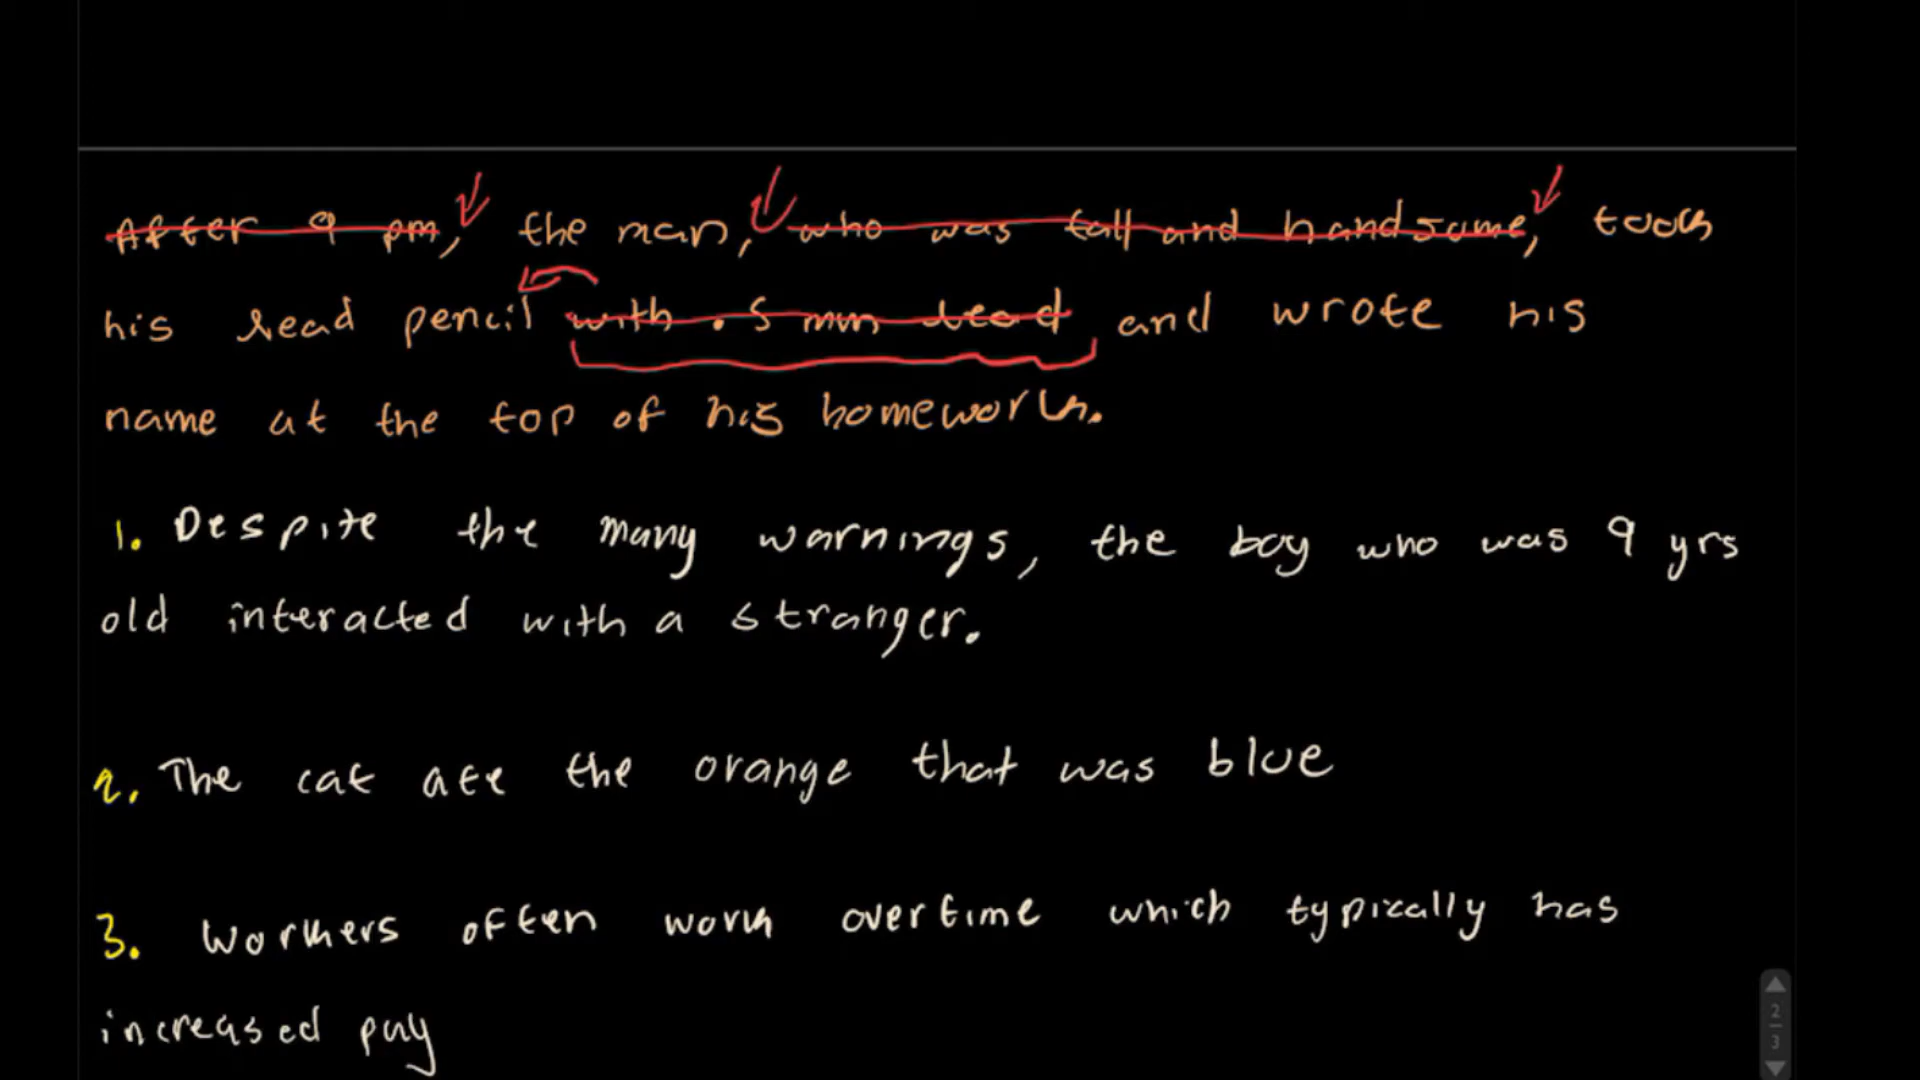 After 9 pm, the man, who was tall and handsome, took
his lead pencil with .5 mm lead and wrote his
name at the top of his homework.
1. Despite the many warnings, the boy who was 9 yrs
old interacted with a stranger.
2. The cat ate the orange that was blue
3. Workers often work overtime which typically has
increased pay
2
3